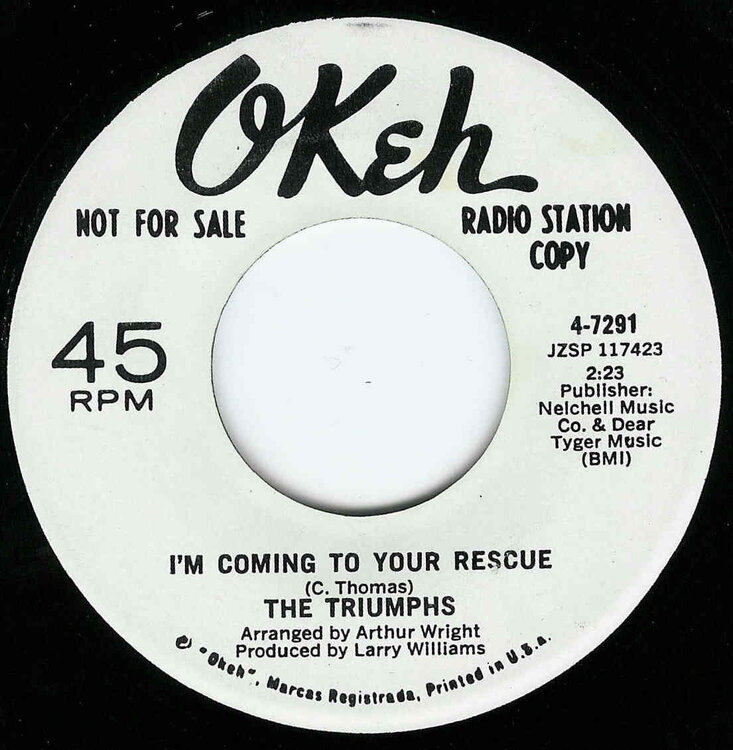 OKeh
NOT FOR SALE
RADIO STATION
COPY
45
RPM
4-7291
JZSP 117423
2:23
Publisher:
Nelchell Music
Co. & Dear
Tyger Music
(BMI)
I'M COMING TO YOUR RESCUE
(C. Thomas)
THE TRIUMPHS
Arranged by Arthur Wright
Produced by Larry Williams
"Okeh", Marcas Registrada, Printed in U.S.A.